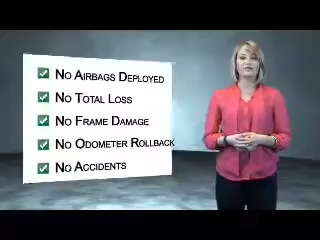 No Airbags Deployed
No Total Loss
No Frame Damage
No Odometer Rollback
No Accidents